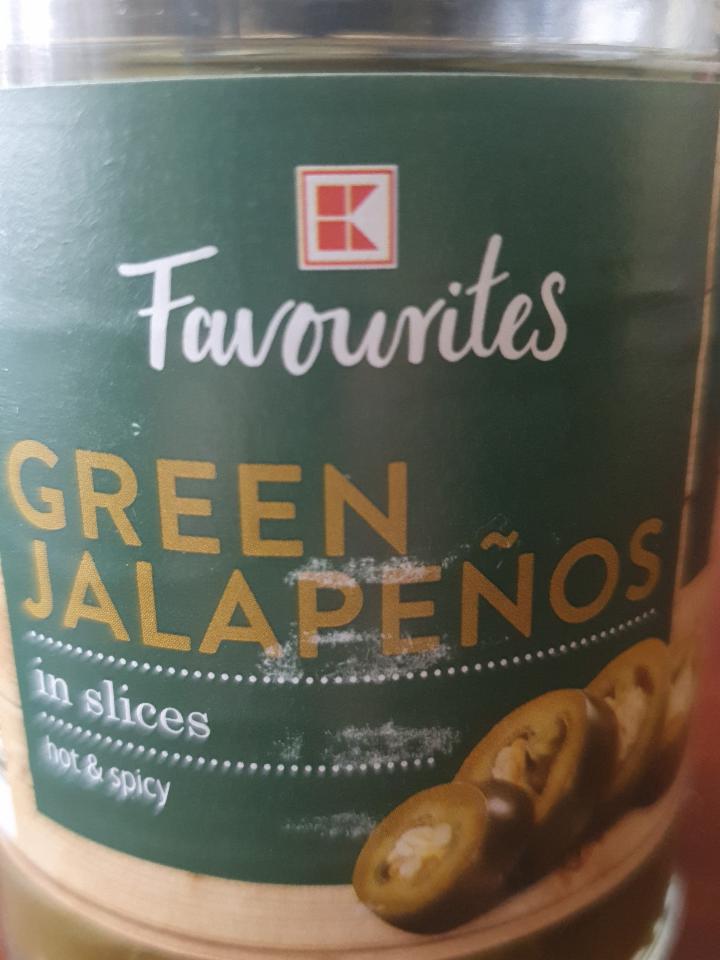 K
Favourites
GREEN
JALAPEÑOS
in slices
hot & spicy